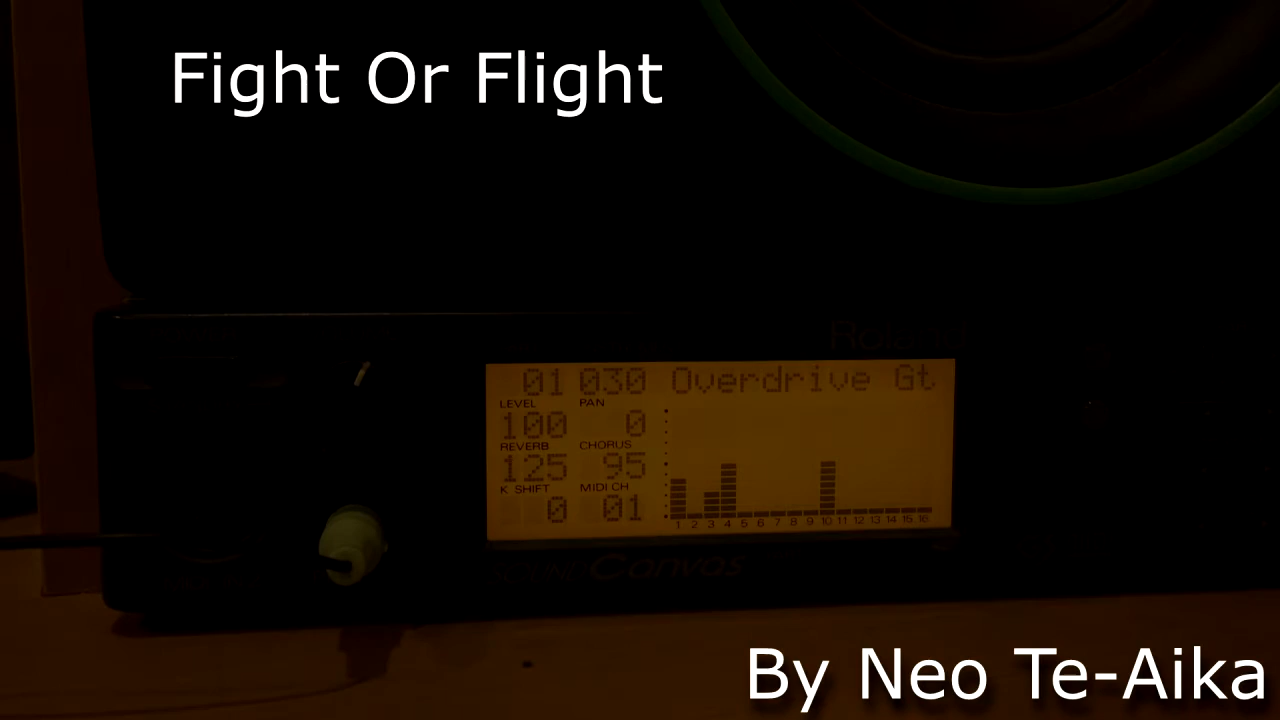 Fight Or Flight
Roland
01 030 Overdrive Gt
LEVEL PAN
100 0
REVERB CHORUS
125 95
K SHIFT MIDI CH
0 01
1 2 3 4 5 6 7 8 9 10 11 12 13 14 15 16
SOUND Canvas
By Neo Te-Aika